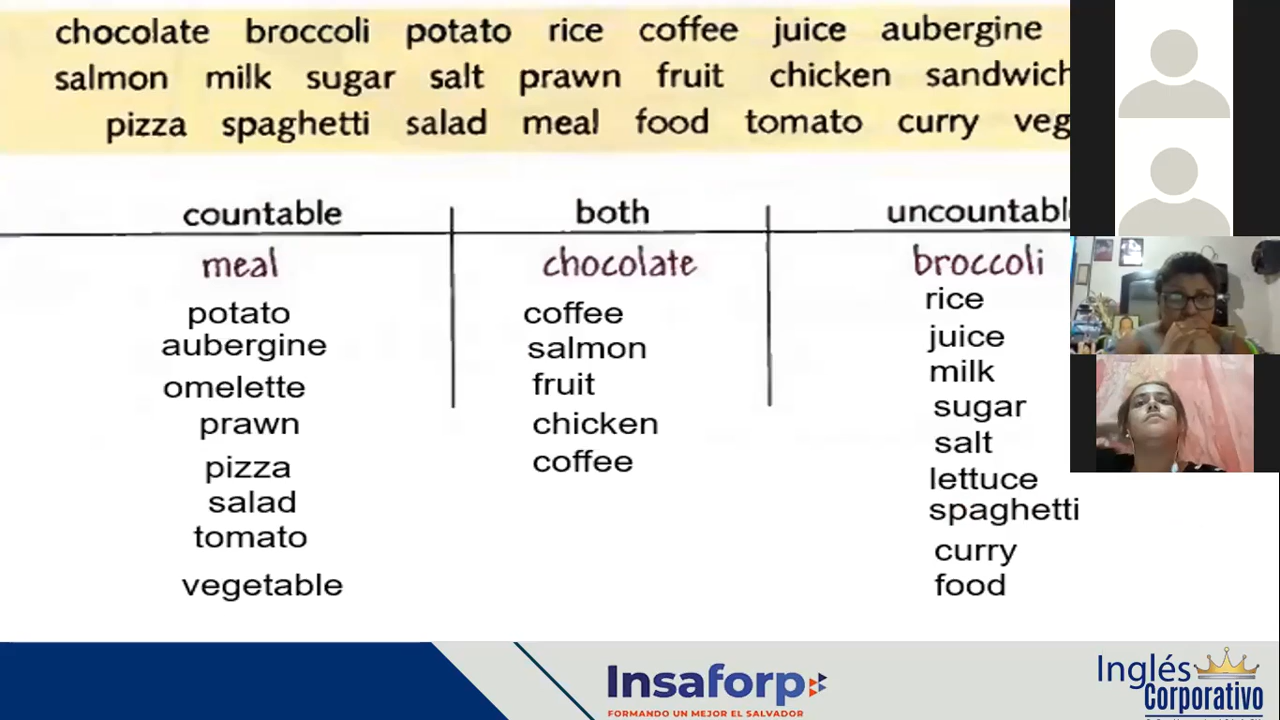 chocolate broccoli potato rice coffee juice aubergine
salmon milk sugar salt prawn fruit chicken sandwich
pizza spaghetti salad meal food tomato curry veg
countable both uncountabl
meal chocolate broccoli
potato coffee rice
aubergine salmon juice
omelette fruit milk
prawn chicken sugar
pizza coffee salt
salad lettuce
tomato spaghetti
vegetable curry
food
Insaforp
FORMANDO UN MEJOR EL SALVADOR
Inglés
Corporativo